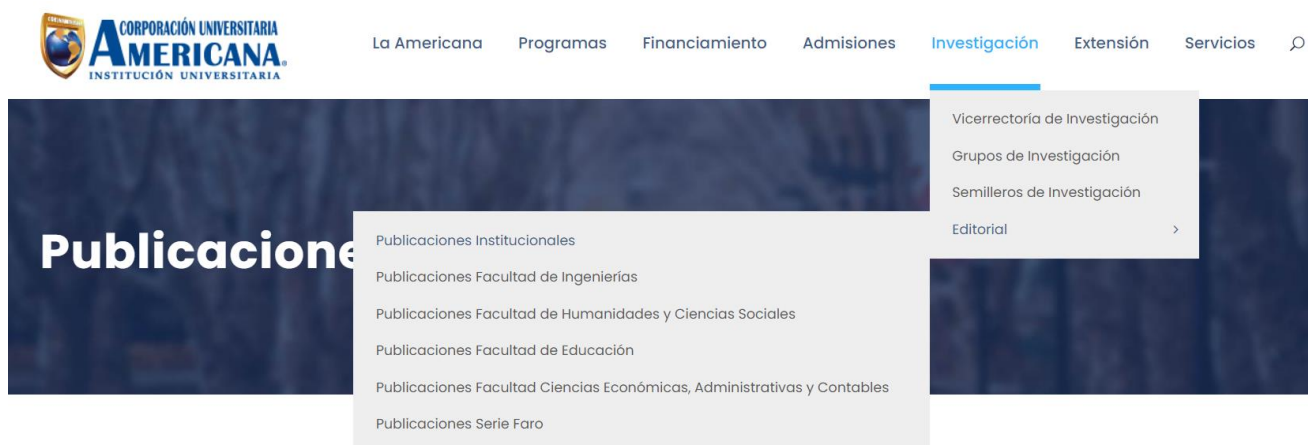 CORPORACIÓN UNIVERSITARIA
AMERICANA
INSTITUCIÓN UNIVERSITARIA
La Americana Programas Financiamiento Admisiones Investigación Extensión Servicios
Vicerrectoría de Investigación
Grupos de Investigación
Semilleros de Investigación
Editorial >
Publicacione
Publicaciones Institucionales
Publicaciones Facultad de Ingenierías
Publicaciones Facultad de Humanidades y Ciencias Sociales
Publicaciones Facultad de Educación
Publicaciones Facultad Ciencias Económicas, Administrativas y Contables
Publicaciones Serie Faro